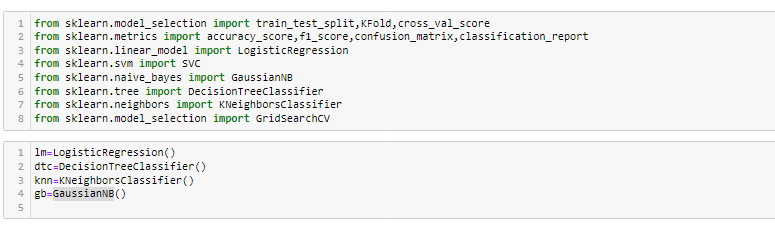 1 from sklearn.model_selection import train_test_split,KFold,cross_val_score
2 from sklearn.metrics import accuracy_score,f1_score,confusion_matrix,classification_report
3 from sklearn.linear_model import LogisticRegression
4 from sklearn.svm import SVC
5 from sklearn.naive_bayes import GaussianNB
6 from sklearn.tree import DecisionTreeClassifier
7 from sklearn.neighbors import KNeighborsClassifier
8 from sklearn.model_selection import GridSearchCV
1 lm=LogisticRegression()
2 dtc=DecisionTreeClassifier()
3 knn=KNeighborsClassifier()
4 gb=GaussianNB()
5